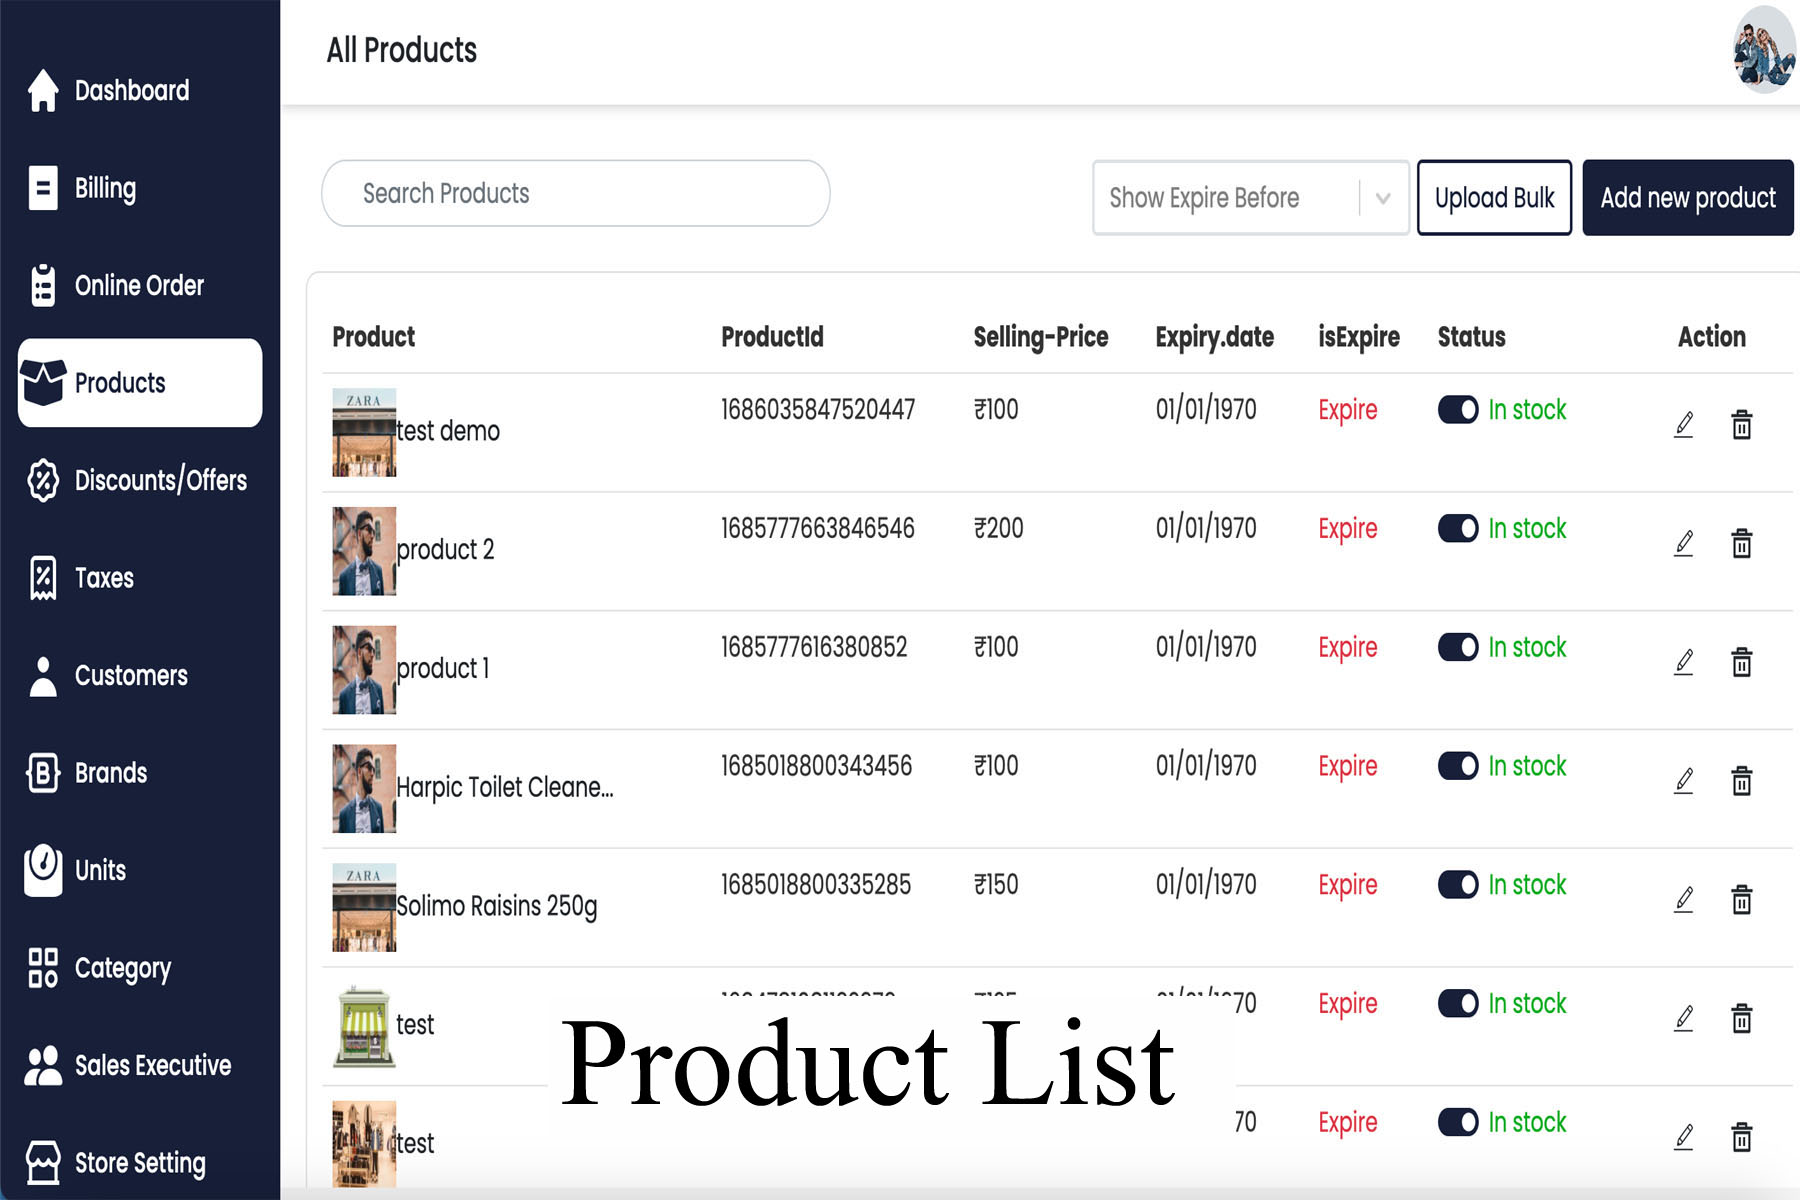 All Products
Dashboard
Billing
Online Order
Products
Discounts/Offers
Taxes
Customers
Brands
Units
Category
Sales Executive
Store Setting
Search Products
Show Expire Before
Upload Bulk
Add new product
Product ProductId Selling-Price Expiry.date isExpire Status Action
ZARA
test demo 1686035847520447 ₹100 01/01/1970 Expire In stock
product 2 1685777663846546 ₹200 01/01/1970 Expire In stock
product 1 1685777616380852 ₹100 01/01/1970 Expire In stock
Harpic Toilet Cleane... 1685018800343456 ₹100 01/01/1970 Expire In stock
ZARA
Solimo Raisins 250g 1685018800335285 ₹150 01/01/1970 Expire In stock
test Expire In stock
Product List
test 70 Expire In stock